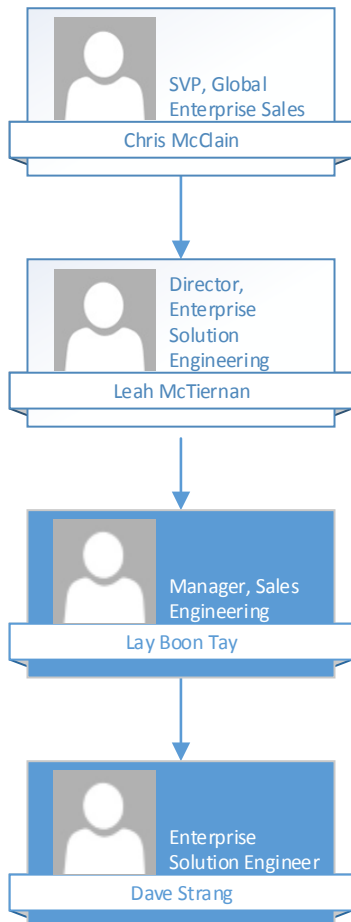 SVP, Global
Enterprise Sales
Chris McClain
Director,
Enterprise
Solution
Engineering
Leah McTiernan
Manager, Sales
Engineering
Lay Boon Tay
Enterprise
Solution Engineer
Dave Strang